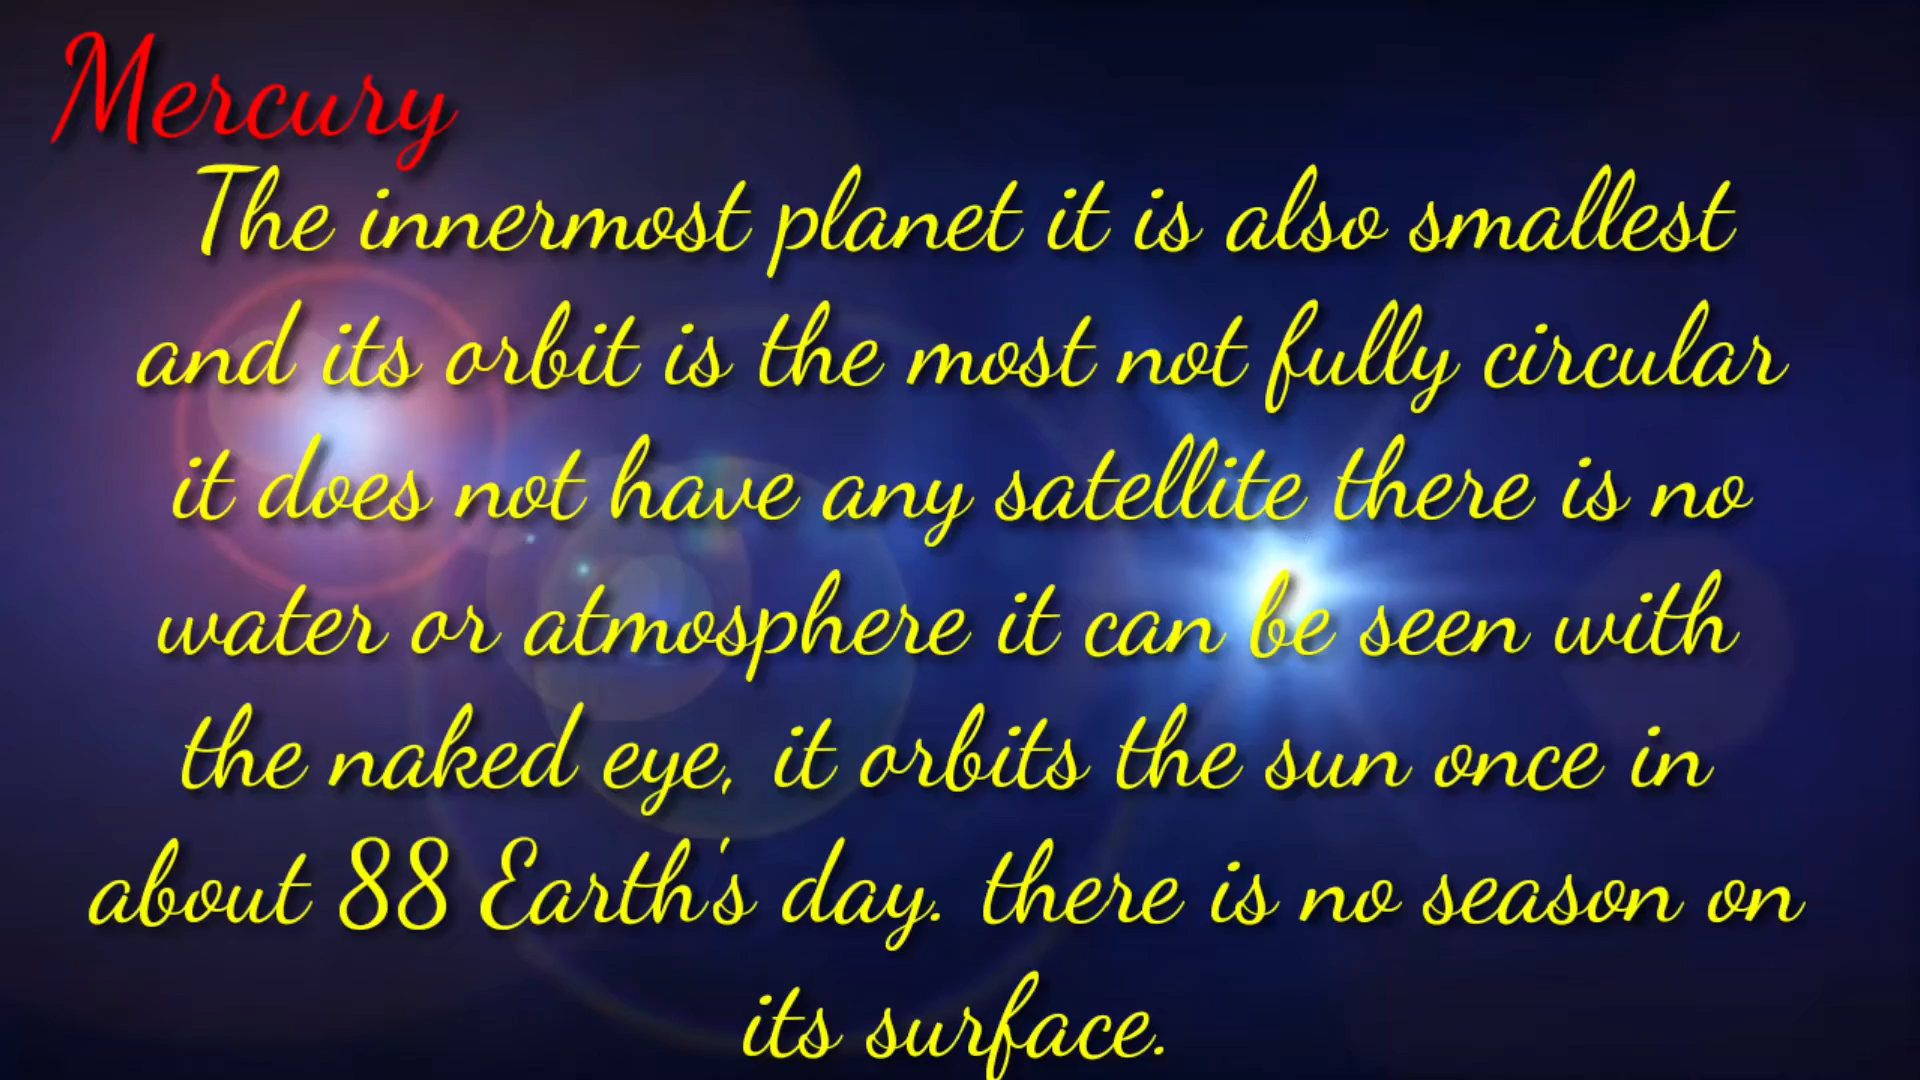 Mercury
The innermost planet it is also smallest
and its orbit is the most not fully circular
it does not have any satellite there is no
water or atmosphere it can be seen with
the naked eye, it orbits the sun once in
about 88 Earth's day. there is no season on
its surface.